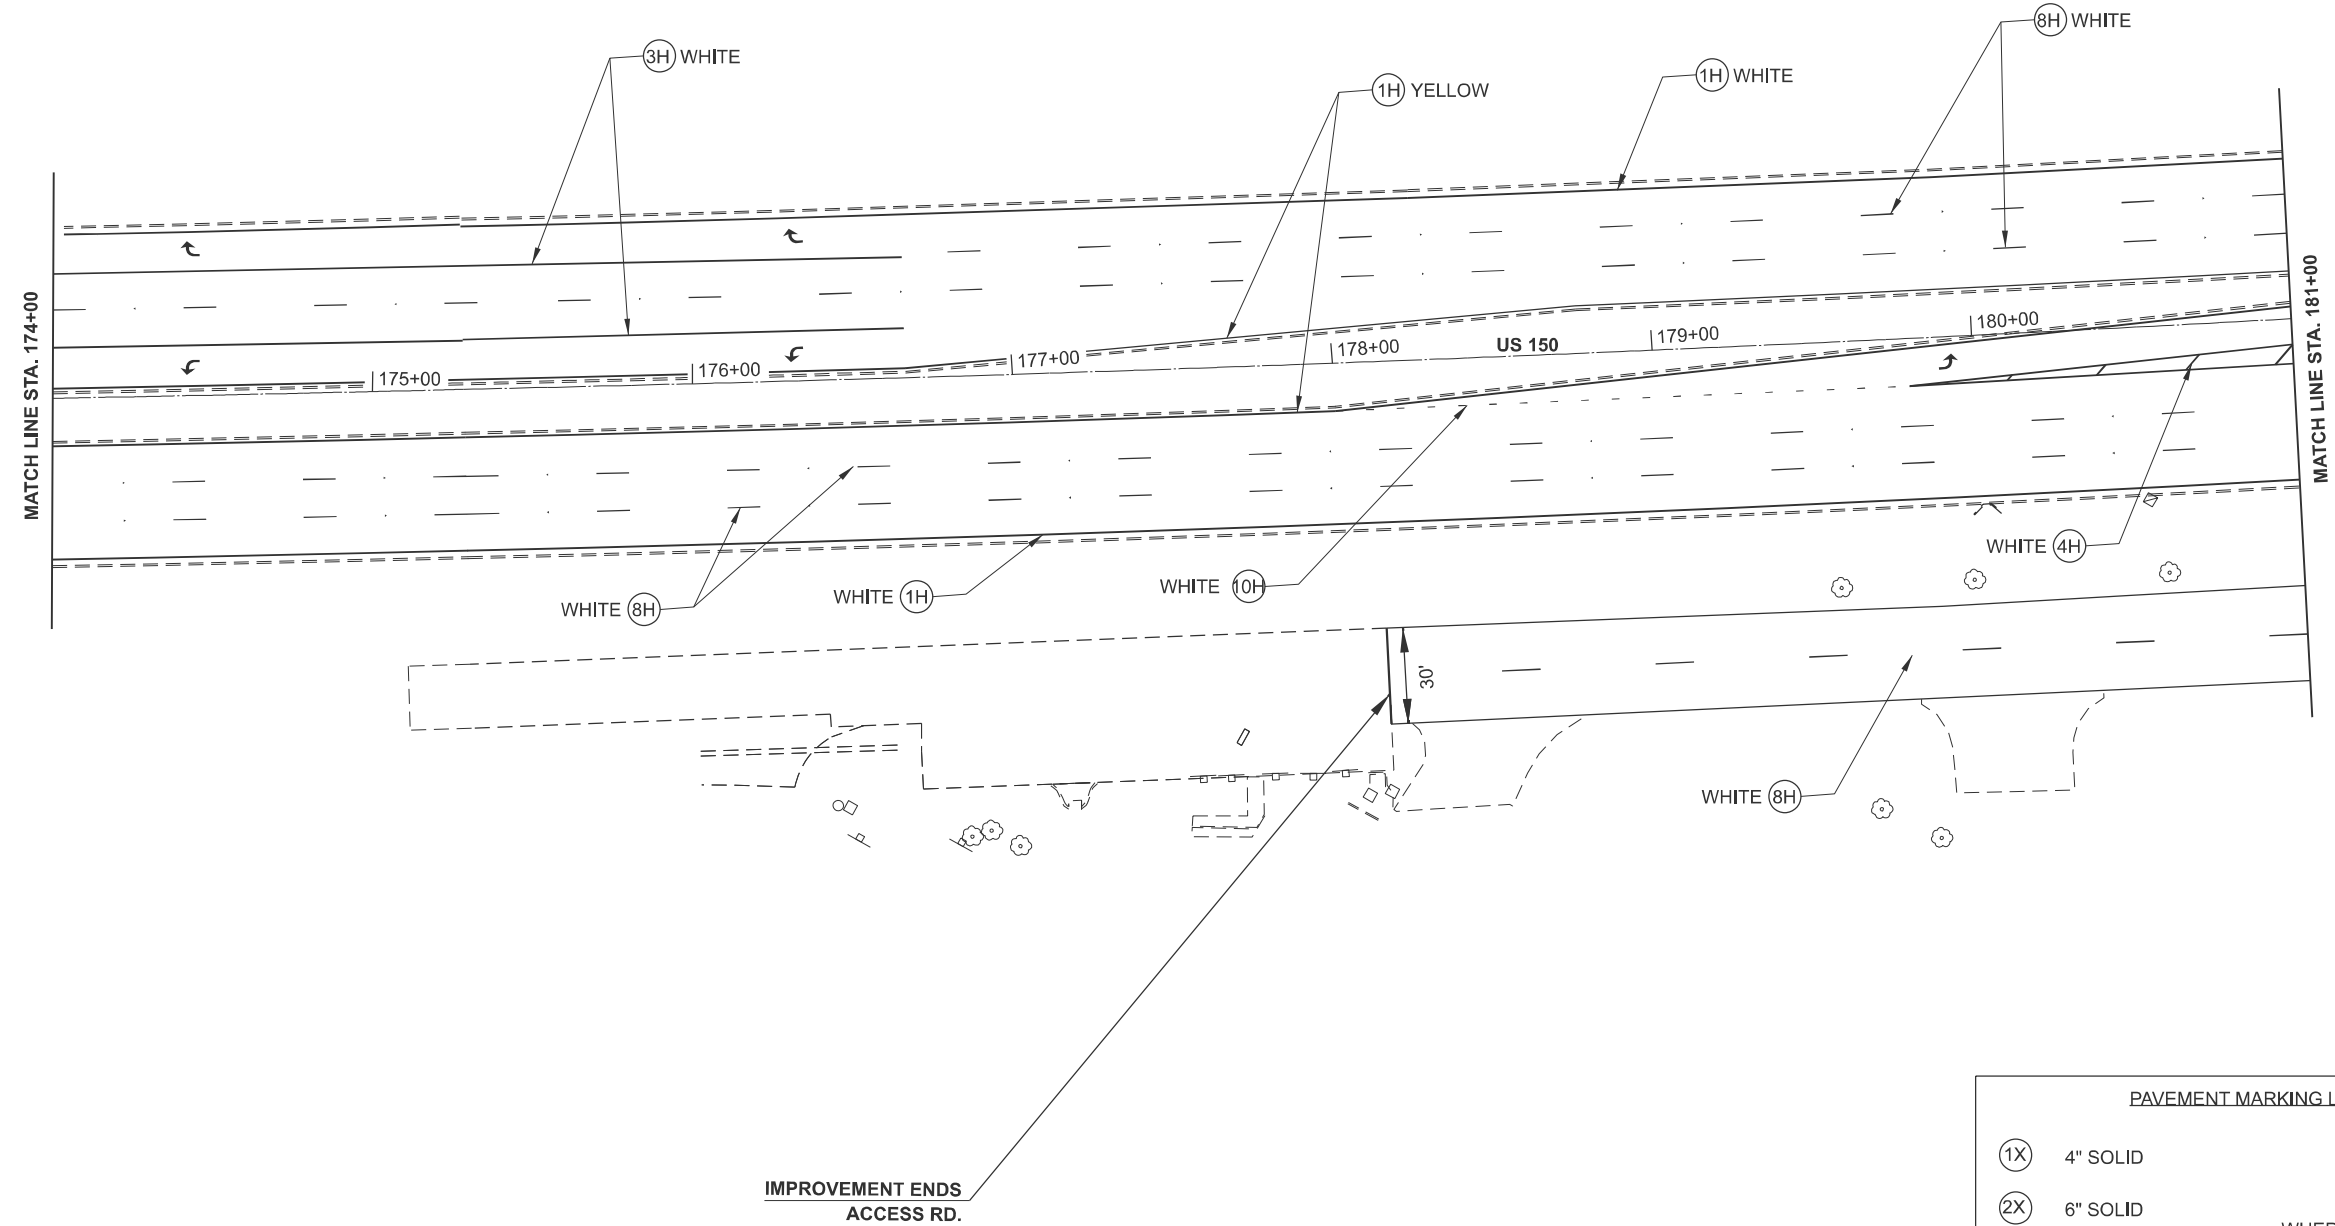 8H WHITE
3H WHITE
1H WHITE
1H YELLOW
MATCH LINE STA. 174+00
MATCH LINE STA. 181+00
175+00
176+00
177+00
178+00
US 150
179+00
180+00
WHITE 4H
WHITE 10H
WHITE 1H
WHITE 8H
30'
WHITE 8H
IMPROVEMENT ENDS
ACCESS RD.
PAVEMENT MARKING L
1X 4" SOLID
2X 6" SOLID